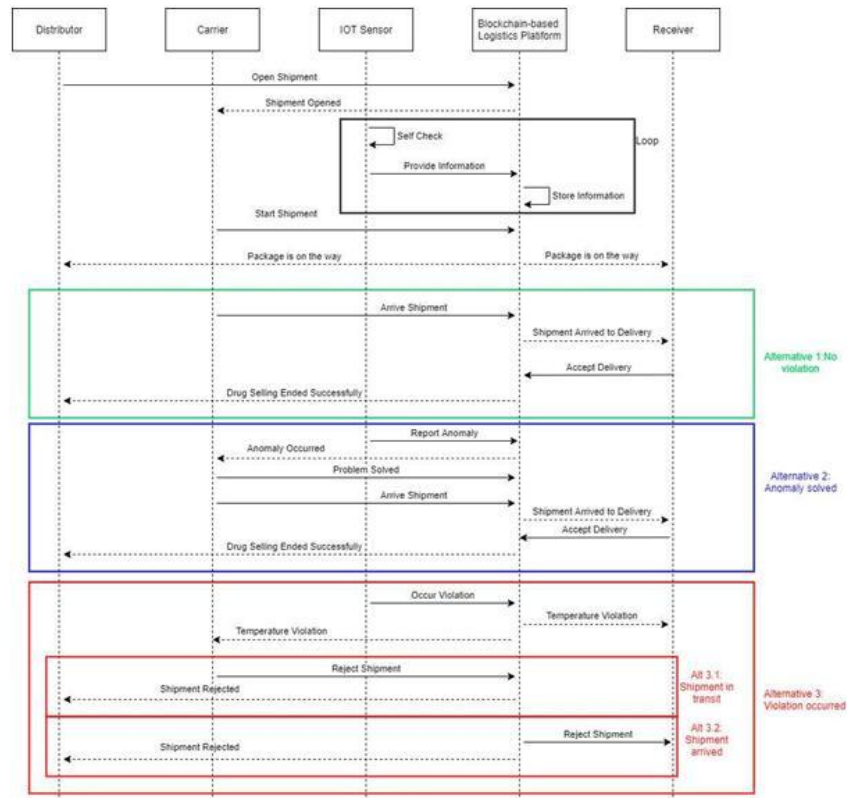 Distributor
Carrier
IOT Sensor
Blockchain-based
Logistics Platiform
Receiver
Open Shipment
Shipment Opened
Self Check
Loop
Provide Information
Store Information
Start Shipment
Package is on the way
Package is on the way
Arrive Shipment
Shipment Arrived to Delivery
Alternative 1:No
violation
Accept Delivery
Drug Selling Ended Successfully
Report Anomaly
Anomaly Occurred
Problem Solved
Alternative 2:
Anomaly solved
Arrive Shipment
Shipment Arrived to Delivery
Accept Delivery
Drug Selling Ended Successfully
Occur Violation
Temperature Violation
Temperature Violation
Reject Shipment
Alt 3.1:
Shipment in
transit
Shipment Rejected
Alternative 3:
Violation occurred
Reject Shipment
Alt 3.2:
Shipment
arrived
Shipment Rejected